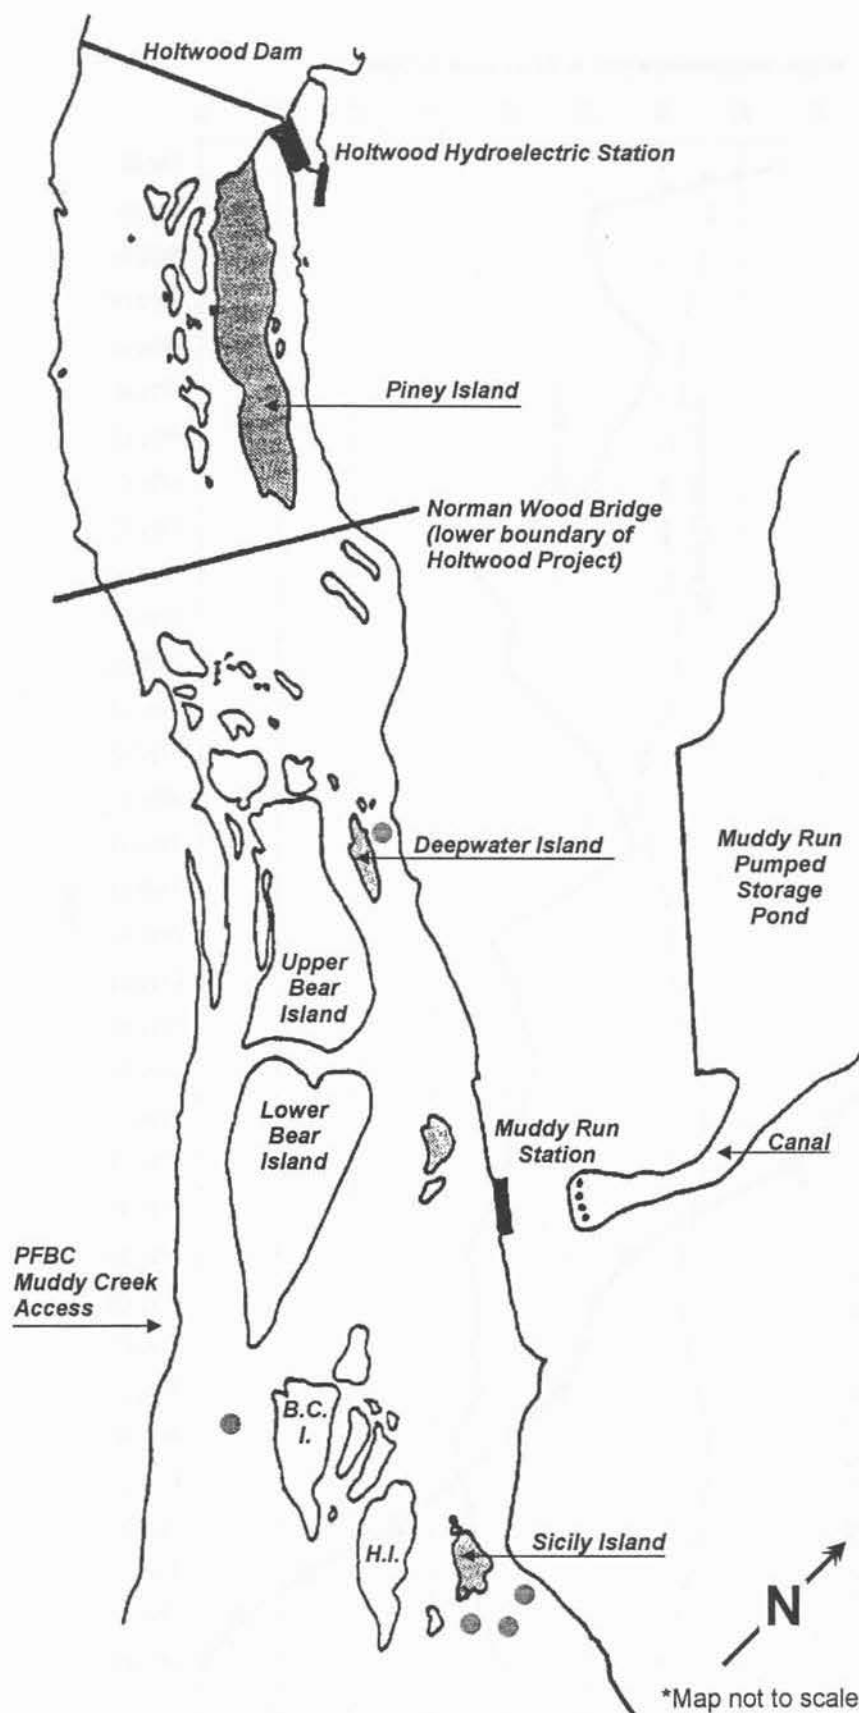 Holtwood Dam
Holtwood Hydroelectric Station
Piney Island
Norman Wood Bridge
(lower boundary of
Holtwood Project)
Deepwater Island
Muddy Run
Pumped
Storage
Pond
Upper
Bear
Island
Lower
Bear
Island
Muddy Run
Station
Canal
PFBC
Muddy Creek
Access
B.C.
I.
H.I.
Sicily Island
N
*Map not to scale